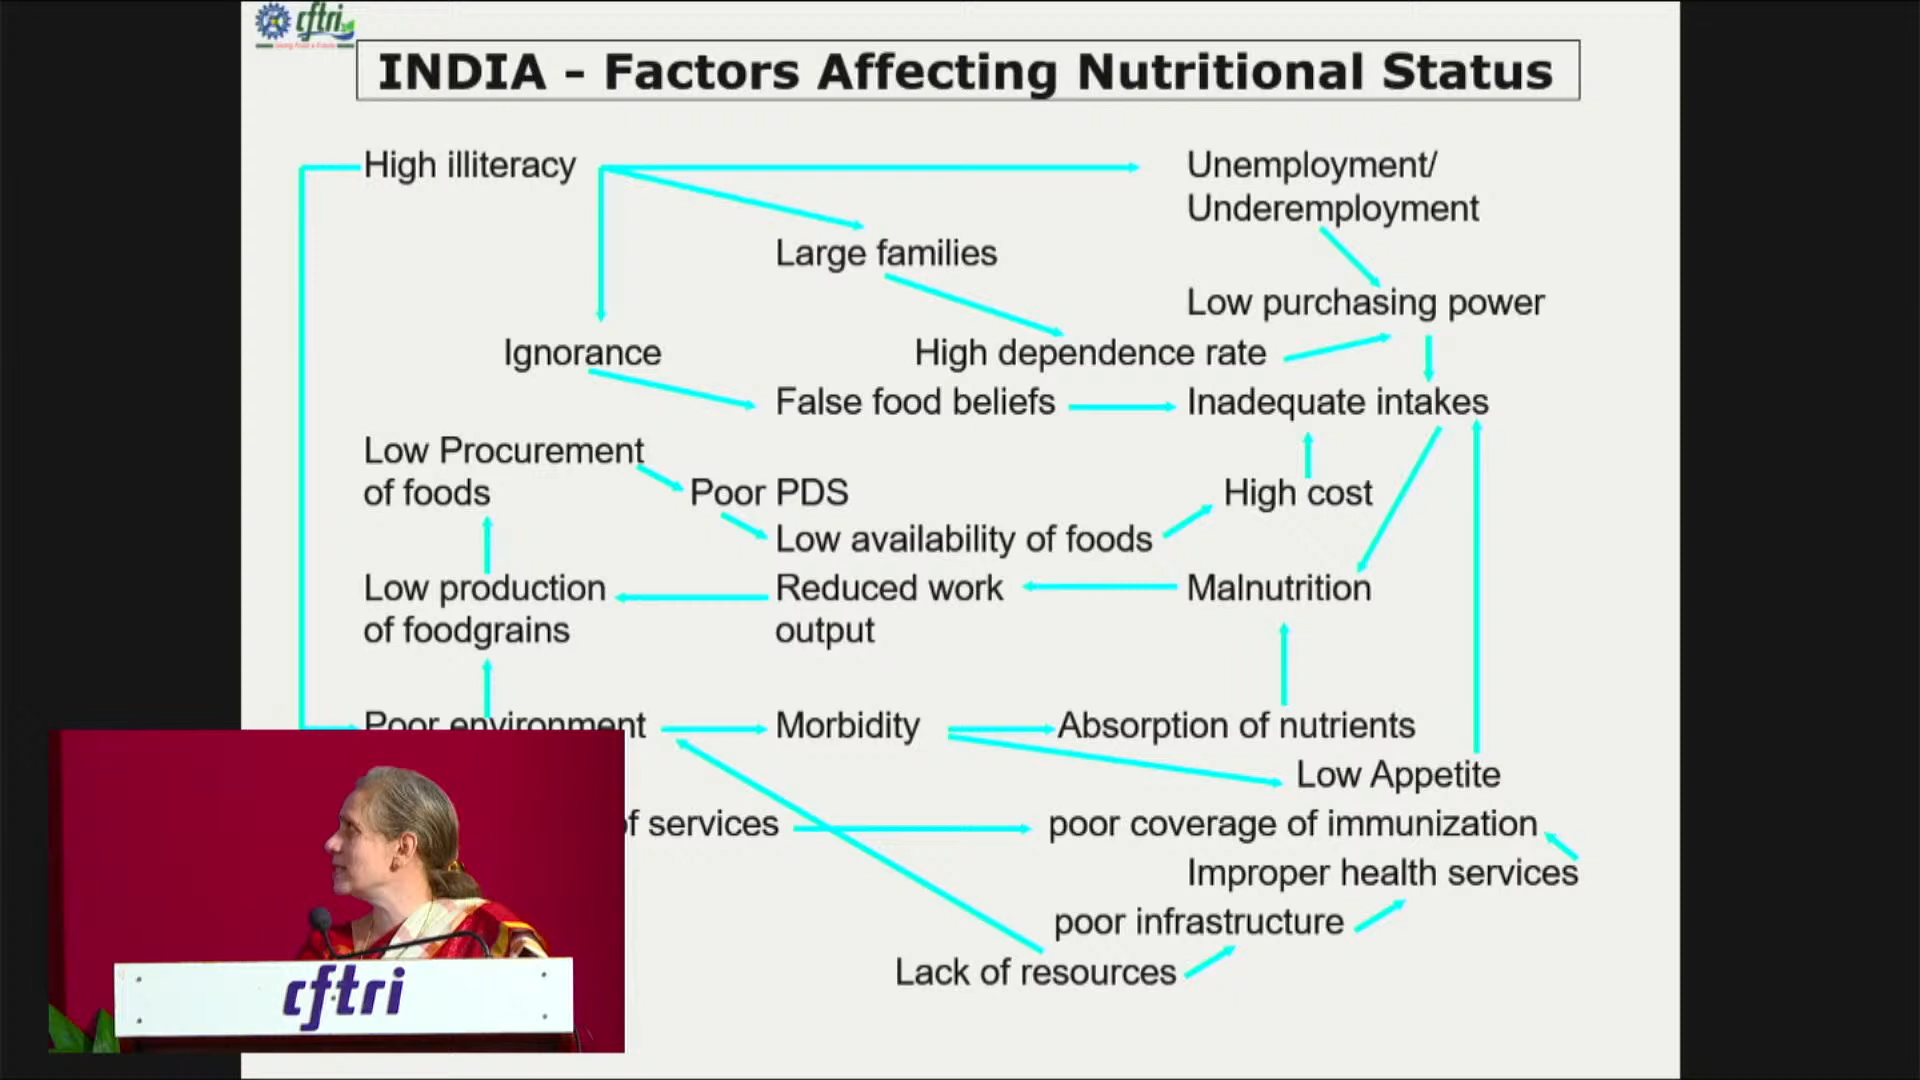 cftri
INDIA - Factors Affecting Nutritional Status
High illiteracy
Unemployment/
Underemployment
Large families
Low purchasing power
Ignorance
High dependence rate
False food beliefs
Inadequate intakes
Low Procurement
of foods
Poor PDS
High cost
Low availability of foods
Low production
of foodgrains
Reduced work
output
Malnutrition
Poor environment
Morbidity
Absorption of nutrients
Low Appetite
of services
poor coverage of immunization
Improper health services
poor infrastructure
Lack of resources
cftri